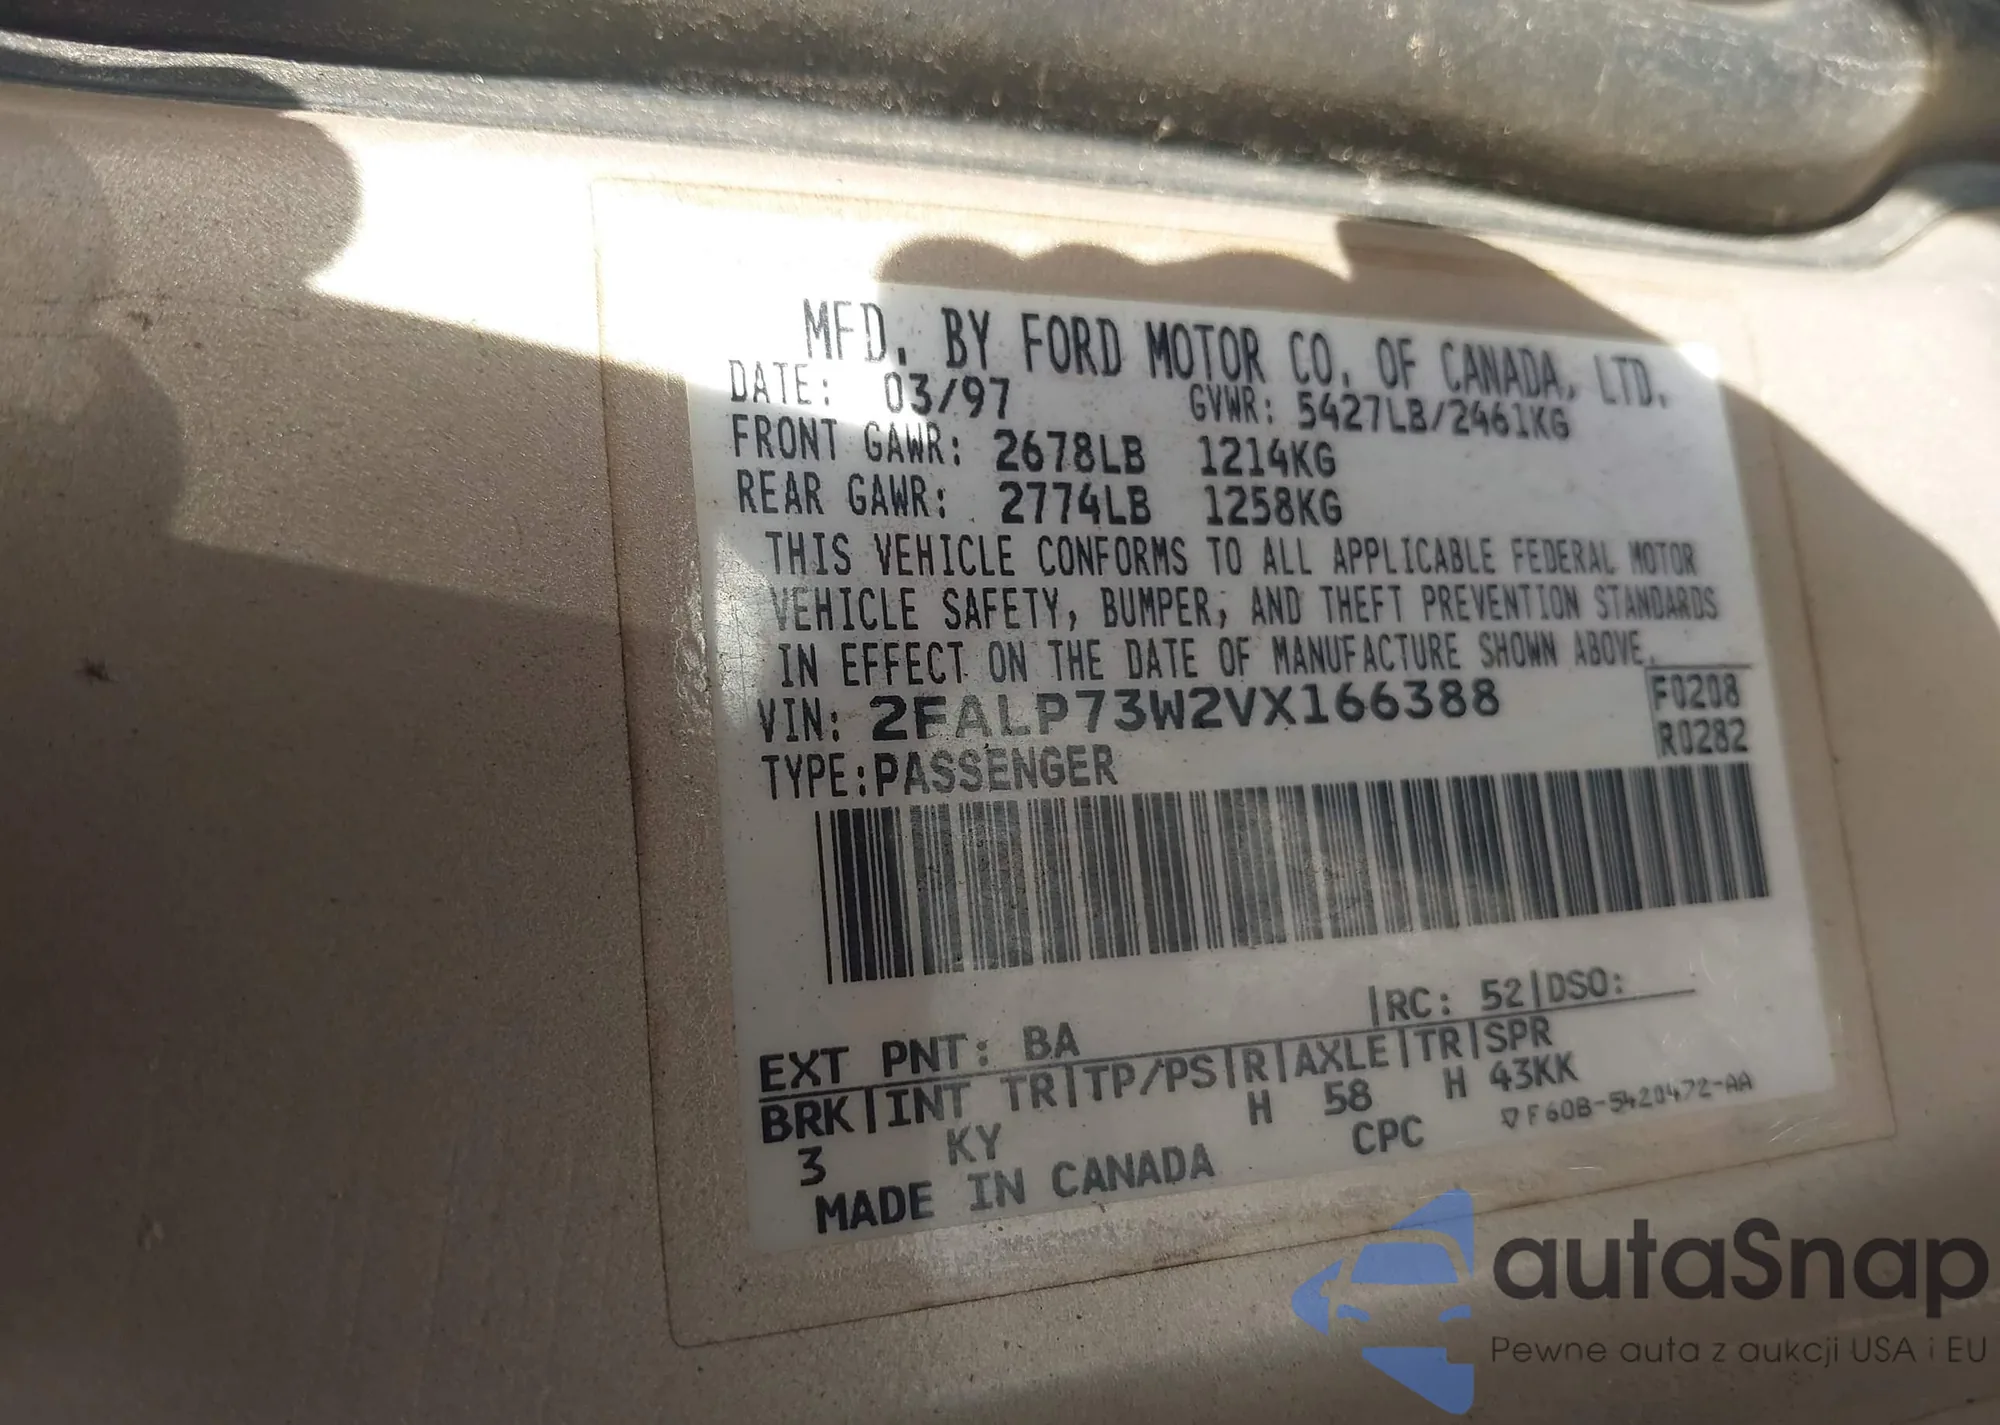 MFD. BY FORD MOTOR CO. OF CANADA, LTD.
DATE: 03/97 GVWR: 5427LB/2461KG
FRONT GAWR: 2678LB 1214KG
REAR GAWR: 2774LB 1258KG
THIS VEHICLE CONFORMS TO ALL APPLICABLE FEDERAL MOTOR
VEHICLE SAFETY, BUMPER, AND THEFT PREVENTION STANDARDS
IN EFFECT ON THE DATE OF MANUFACTURE SHOWN ABOVE.
VIN: 2FALP73W2VX166388 F0208
TYPE: PASSENGER R0282
EXT PNT: BA |RC: 52|DSO:
BRK|INT TR|TP/PS|R|AXLE|TR|SPR
3 KY H 58 H 43KK
MADE IN CANADA CPC ▽F60B-5420472-AA
autaSnap
Pewne auta z aukcji USA i EU